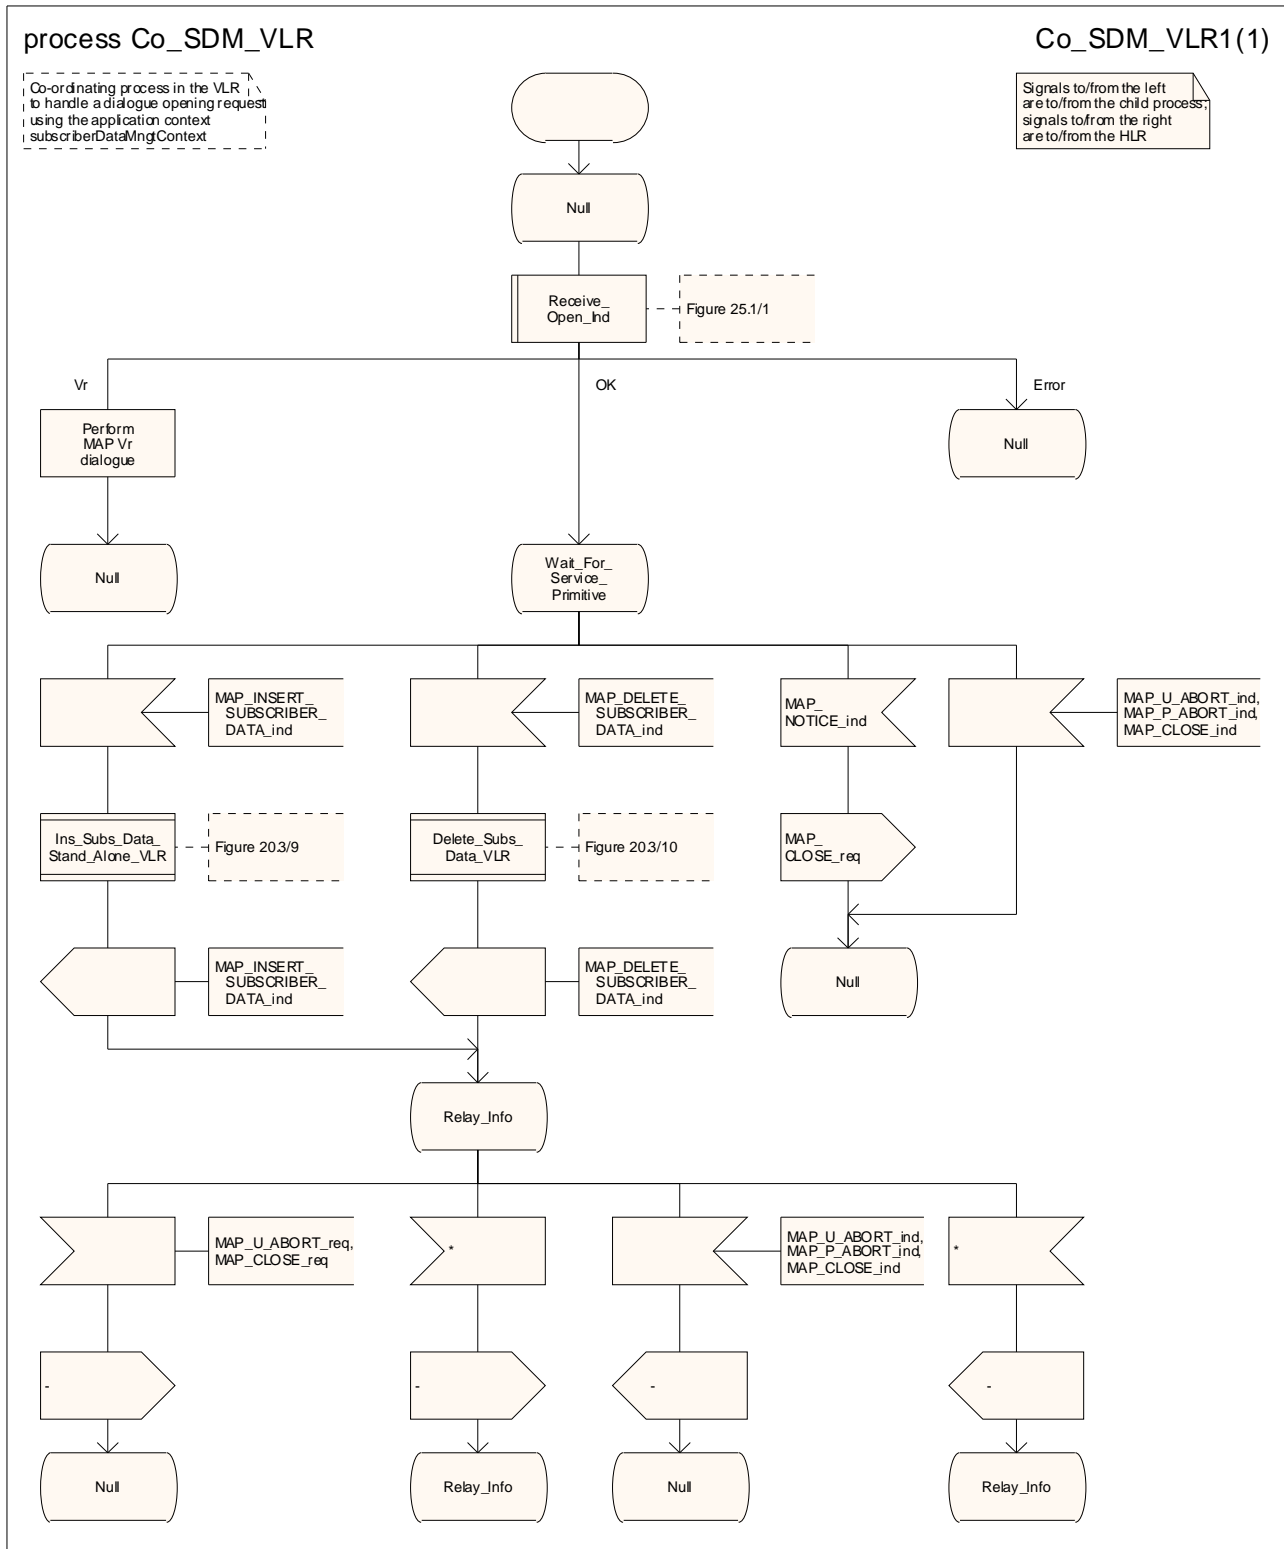 process Co_SDM_VLR
Co_SDM_VLR1(1)
Co-ordinating process in the VLR
to handle a dialogue opening request
using the application context
subscriberDataMngtContext
Signals to/from the left
are to/from the child process;
signals to/from the right
are to/from the HLR
Null
Receive_
Open_Ind
Figure 25.1/1
Vr
OK
Error
Perform
MAP Vr
dialogue
Null
Null
Wait_For_
Service_
Primitive
MAP_INSERT_
SUBSCRIBER_
DATA_ind
MAP_DELETE_
SUBSCRIBER_
DATA_ind
MAP_
NOTICE_ind
MAP_U_ABORT_ind,
MAP_P_ABORT_ind,
MAP_CLOSE_ind
Ins_Subs_Data_
Stand_Alone_VLR
Figure 20.3/9
Delete_Subs_
Data_VLR
Figure 20.3/10
MAP_
CLOSE_req
MAP_INSERT_
SUBSCRIBER_
DATA_ind
MAP_DELETE_
SUBSCRIBER_
DATA_ind
Null
Relay_Info
MAP_U_ABORT_req,
MAP_CLOSE_req
*
MAP_U_ABORT_ind,
MAP_P_ABORT_ind,
MAP_CLOSE_ind
*
-
-
-
-
Null
Relay_Info
Null
Relay_Info